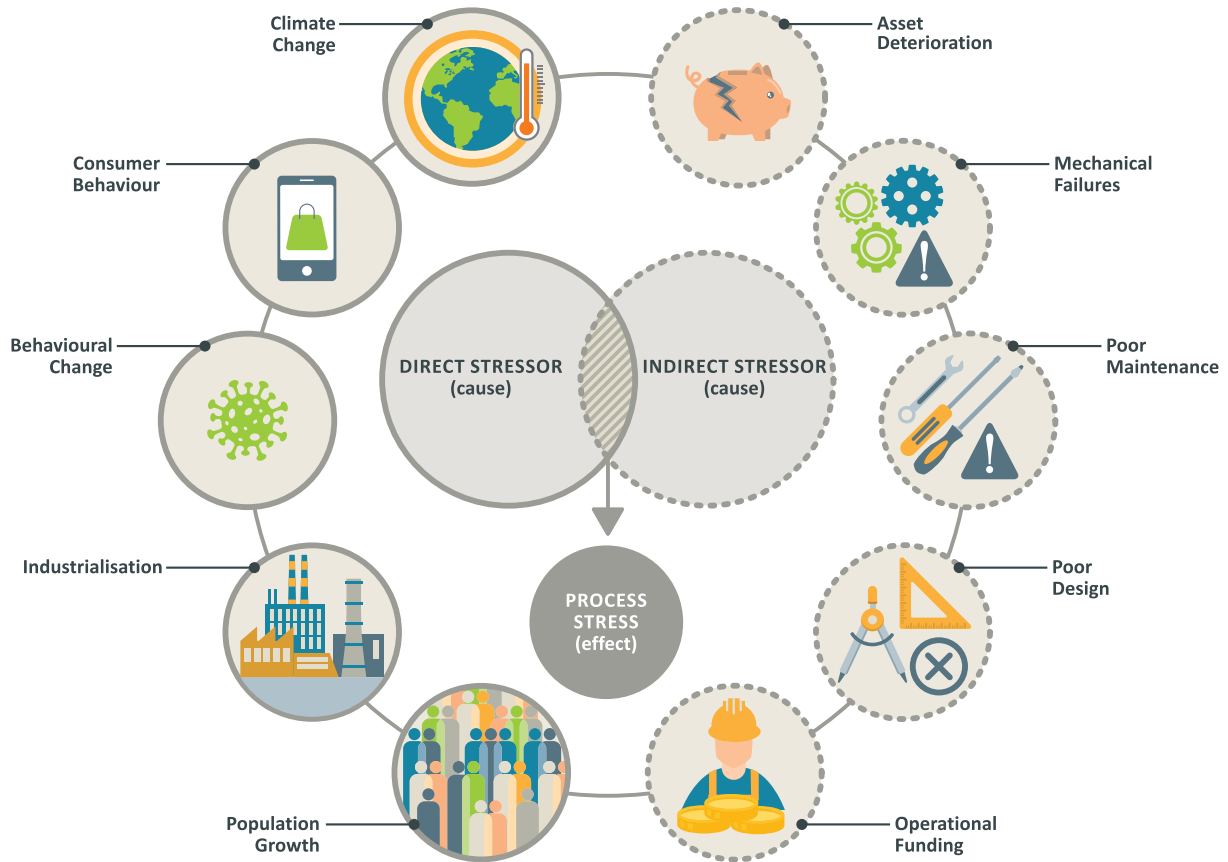 Climate
Change
Asset
Deterioration
Consumer
Behaviour
Mechanical
Failures
Behavioural
Change
DIRECT STRESSOR
(cause)
INDIRECT STRESSOR
(cause)
Poor
Maintenance
Industrialisation
PROCESS
STRESS
(effect)
Poor
Design
Population
Growth
Operational
Funding